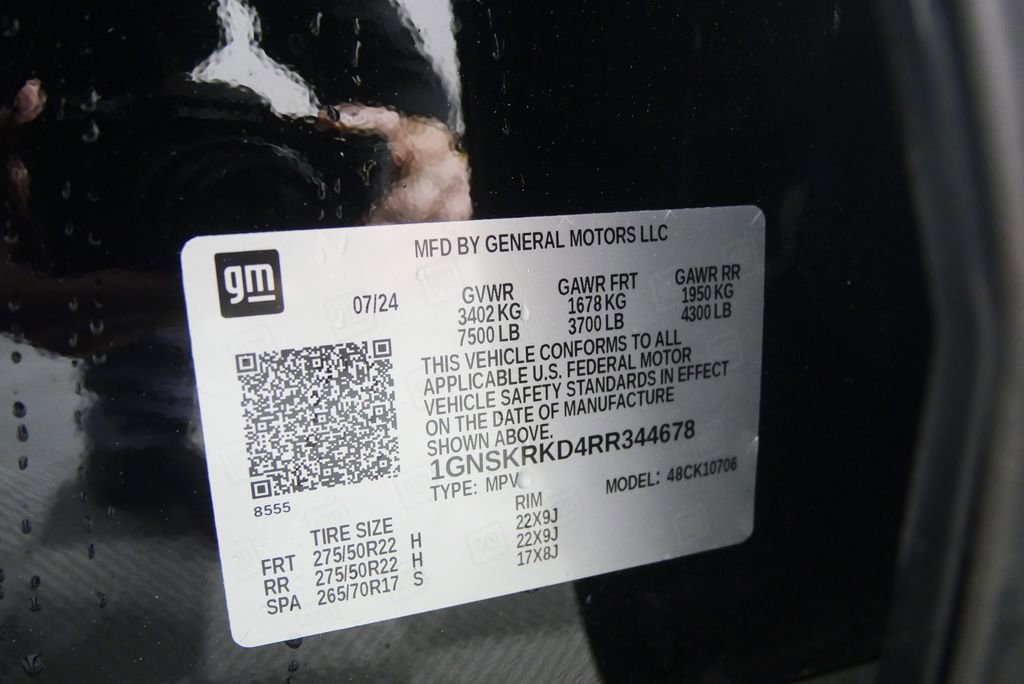 MFD BY GENERAL MOTORS LLC
gm
07/24
GVWR GAWR FRT GAWR RR
3402 KG 1678 KG 1950 KG
7500 LB 3700 LB 4300 LB
THIS VEHICLE CONFORMS TO ALL
APPLICABLE U.S. FEDERAL MOTOR
VEHICLE SAFETY STANDARDS IN EFFECT
ON THE DATE OF MANUFACTURE
SHOWN ABOVE.
1GNSKRKD4RR344678
TYPE: MPV MODEL: 48CK10706
8555
TIRE SIZE RIM
FRT 275/50R22 H 22X9J
RR 275/50R22 H 22X9J
SPA 265/70R17 S 17X8J